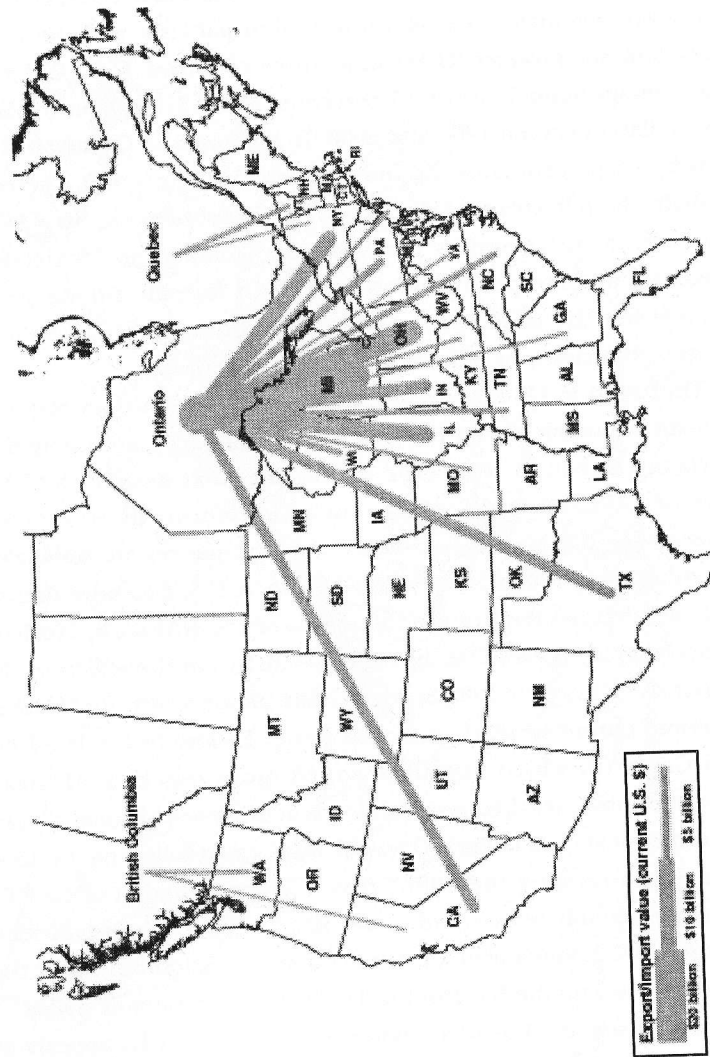 British Columbia
Ontario
Quebec
WA
OR
CA
NV
ID
MT
WY
UT
AZ
CO
NM
ND
SD
NE
KS
OK
TX
MN
IA
MO
AR
LA
WI
IL
MI
IN
OH
KY
TN
MS
AL
GA
FL
SC
NC
VA
WV
PA
NY
ME
NH
RI
Export/import value (current U.S. $)
$20 billion
$10 billion
$5 billion